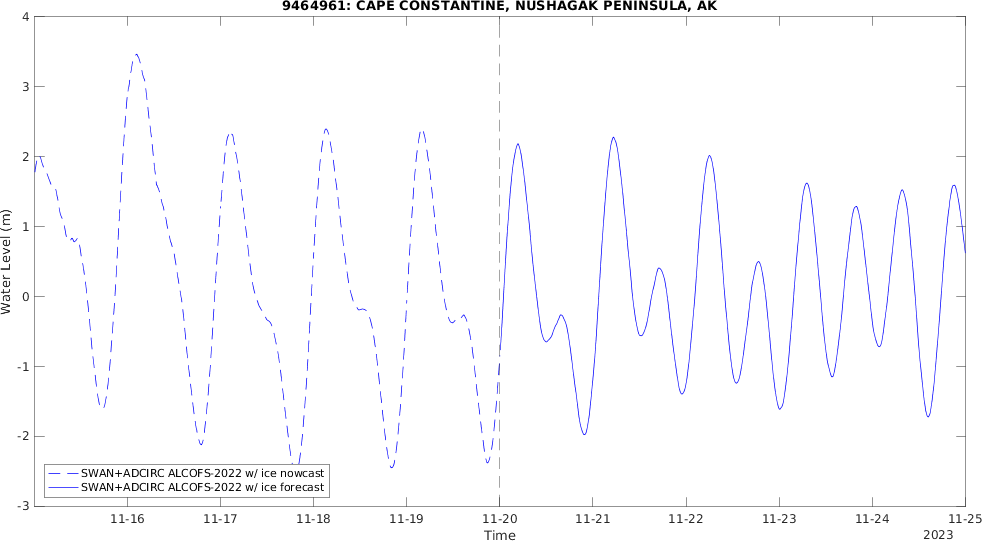 9464961: CAPE CONSTANTINE, NUSHAGAK PENINSULA, AK
4
3
2
1
0
-1
-2
-3
Water Level (m)
SWAN+ADCIRC ALCOFS-2022 w/ ice nowcast
SWAN+ADCIRC ALCOFS-2022 w/ ice forecast
11-16 11-17 11-18 11-19 11-20 11-21 11-22 11-23 11-24 11-25
Time
2023